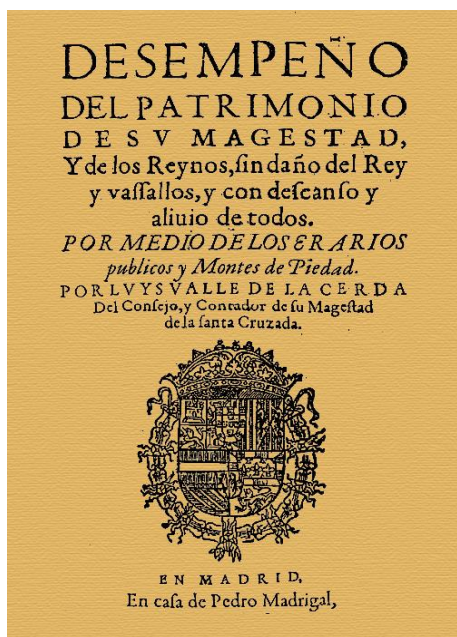 DESEMPEÑO
DEL PATRIMONIO
DE SV MAGESTAD,
Y de los Reynos, ſin daño del Rey
y vaſſallos, y con deſcanſo y
aliuio de todos.
POR MEDIO DE LOS ERARIOS
publicos y Montes de Piedad.
POR LVYS VALLE DE LA CERDA
Del Conſejo, y Contador de ſu Mageſtad
de la ſanta Cruzada.
EN MADRID,
En caſa de Pedro Madrigal,